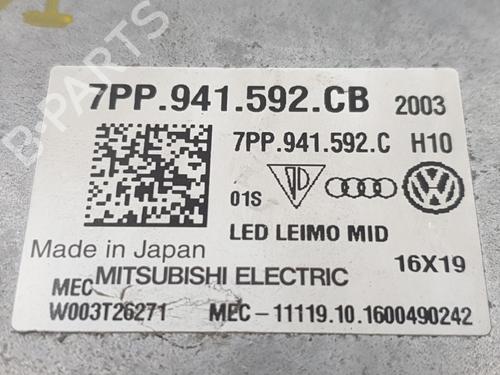 7PP.941.592.CB 2003
7PP.941.592.C H10
01S
LED LEIMO MID
Made in Japan
16X19
MEC MITSUBISHI ELECTRIC
W003T26271 MEC-11119.10.1600490242
B-PARTS